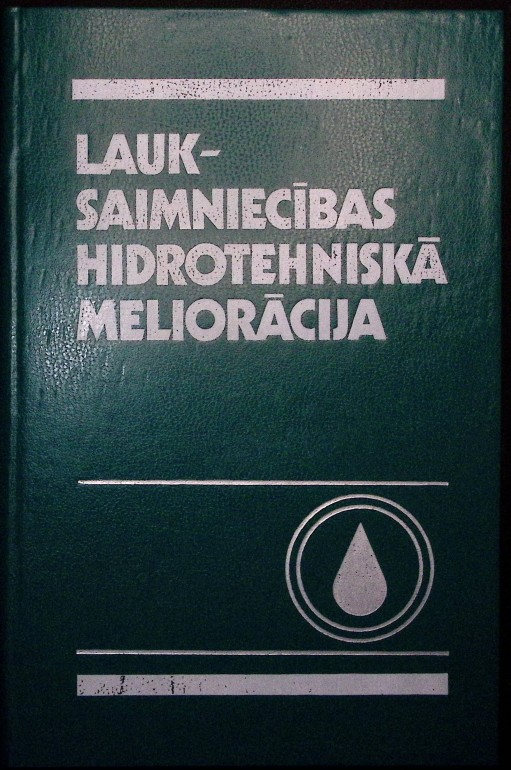 LAUK-
SAIMNIECĪBAS
HIDROTEHNISKĀ
MELIORĀCIJA